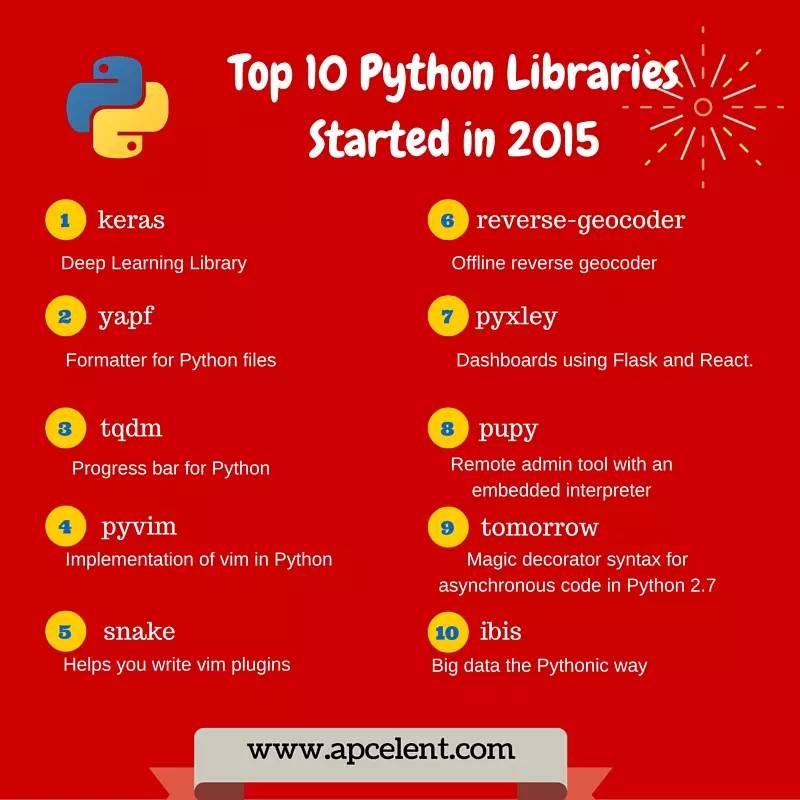 Top 10 Python Libraries
Started in 2015
1 keras
Deep Learning Library
2 yapf
Formatter for Python files
3 tqdm
Progress bar for Python
4 pyvim
Implementation of vim in Python
5 snake
Helps you write vim plugins
6 reverse-geocoder
Offline reverse geocoder
7 pyxley
Dashboards using Flask and React.
8 pupy
Remote admin tool with an
embedded interpreter
9 tomorrow
Magic decorator syntax for
asynchronous code in Python 2.7
10 ibis
Big data the Pythonic way
www.apcelent.com